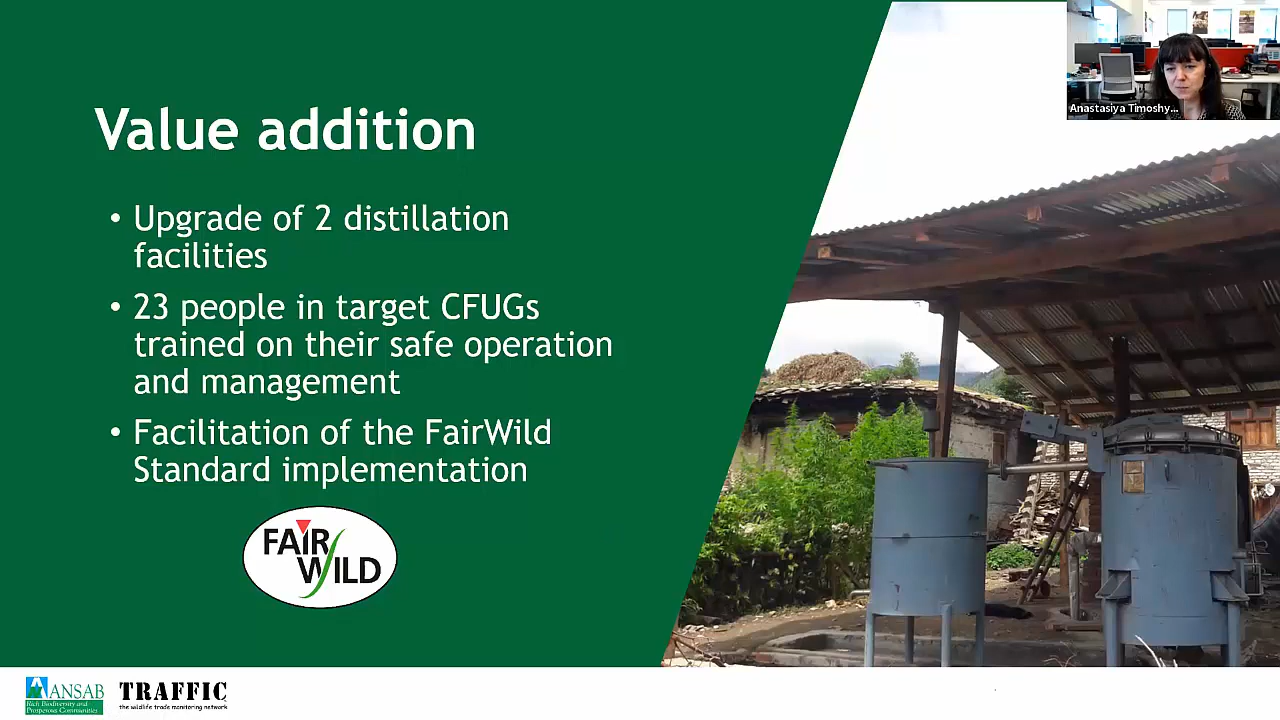 Value addition
• Upgrade of 2 distillation
facilities
• 23 people in target CFUGs
trained on their safe operation
and management
• Facilitation of the FairWild
Standard implementation
FAIR
WILD
ANSAB
Rich Biodiversity and
Prosperous Communities
TRAFFIC
the wildlife trade monitoring network
Anastasiya Timoshy...